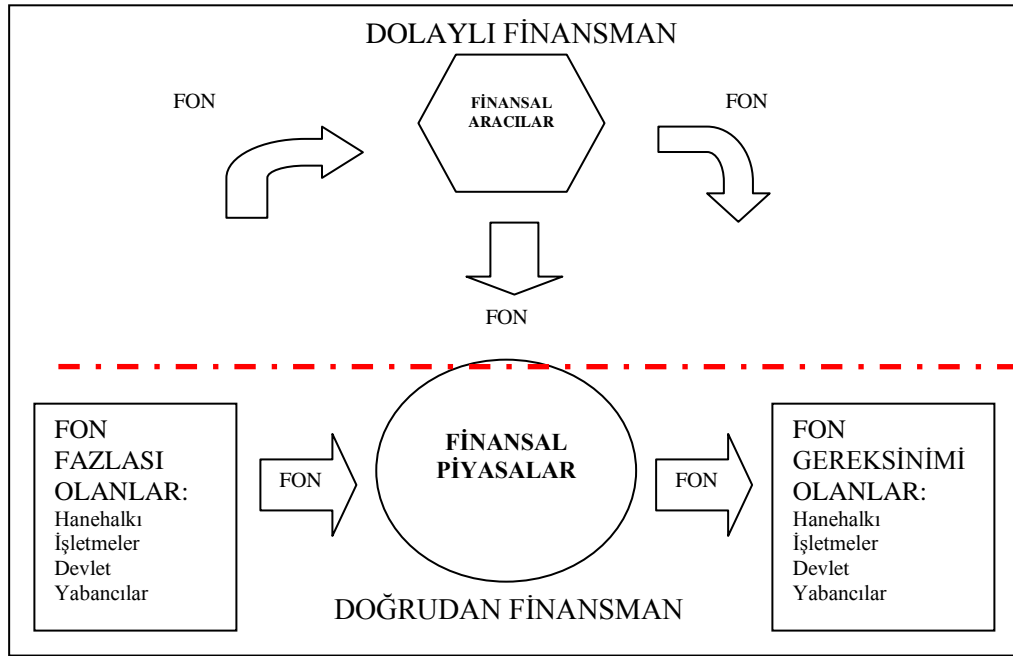 DOLAYLI FİNANSMAN
FON
FİNANSAL
ARACILAR
FON
FON
FON
FAZLASI
OLANLAR:
Hanehalkı
İşletmeler
Devlet
Yabancılar
FON
FİNANSAL
PİYASALAR
FON
FON
GEREKSİNİMİ
OLANLAR:
Hanehalkı
İşletmeler
Devlet
Yabancılar
DOĞRUDAN FİNANSMAN